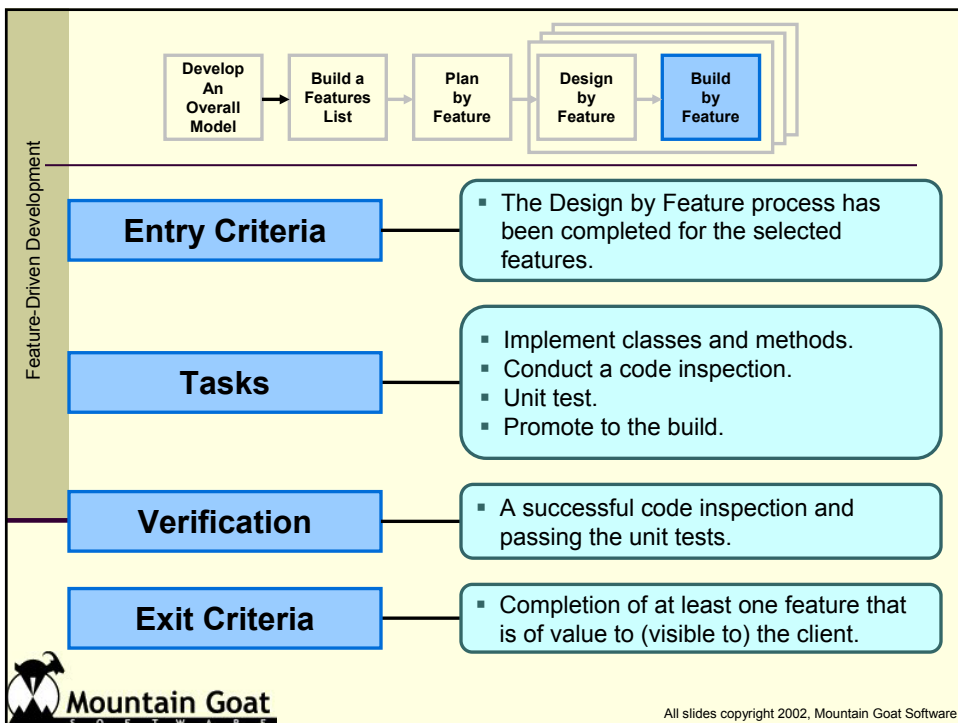 Develop
An
Overall
Model
Build a
Features
List
Plan
by
Feature
Design
by
Feature
Build
by
Feature
Feature-Driven Development
Entry Criteria
▪ The Design by Feature process has
been completed for the selected
features.
Tasks
▪ Implement classes and methods.
▪ Conduct a code inspection.
▪ Unit test.
▪ Promote to the build.
Verification
▪ A successful code inspection and
passing the unit tests.
Exit Criteria
▪ Completion of at least one feature that
is of value to (visible to) the client.
Mountain Goat
SOFTWARE
All slides copyright 2002, Mountain Goat Software